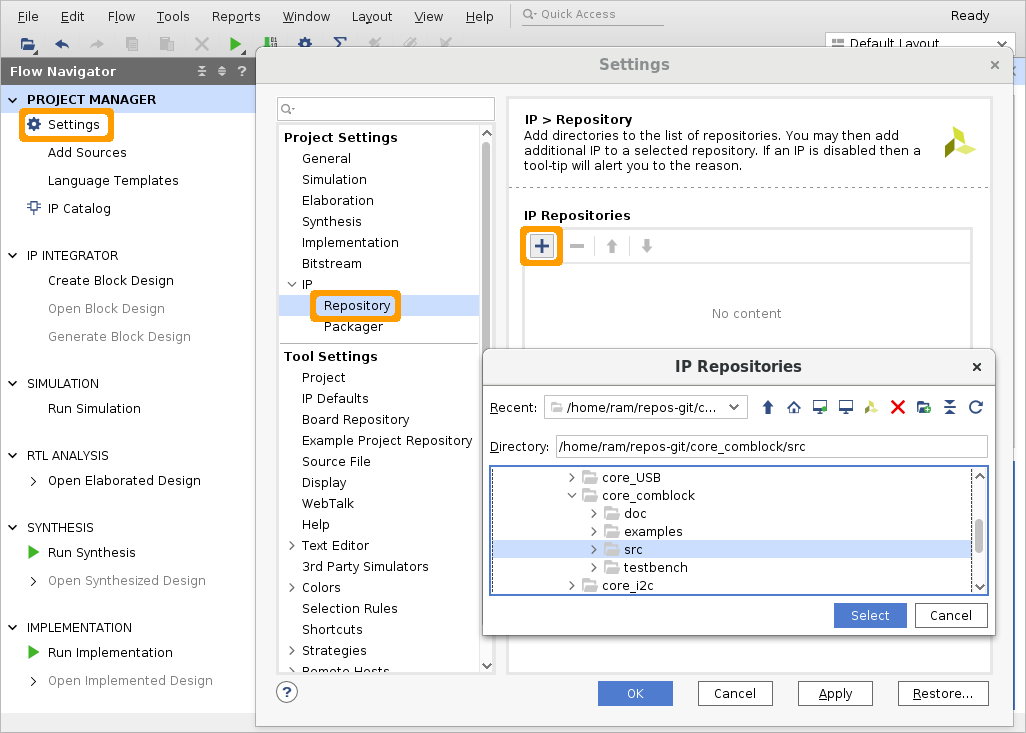 File Edit Flow Tools Reports Window Layout View Help Quick Access Ready
Default Layout
Flow Navigator ?
PROJECT MANAGER
Settings
Add Sources
Language Templates
IP Catalog
IP INTEGRATOR
Create Block Design
Open Block Design
Generate Block Design
SIMULATION
Run Simulation
RTL ANALYSIS
Open Elaborated Design
SYNTHESIS
Run Synthesis
Open Synthesized Design
IMPLEMENTATION
Run Implementation
Open Implemented Design
Settings
Project Settings
General
Simulation
Elaboration
Synthesis
Implementation
Bitstream
IP
Repository
Packager
Tool Settings
Project
IP Defaults
Board Repository
Example Project Repository
Source File
Display
WebTalk
Help
Text Editor
3rd Party Simulators
Colors
Selection Rules
Shortcuts
Strategies
Remote Hosts
IP > Repository
Add directories to the list of repositories. You may then add
additional IP to a selected repository. If an IP is disabled then a
tool-tip will alert you to the reason.
IP Repositories
No content
IP Repositories
Recent: /home/ram/repos-git/c...
Directory: /home/ram/repos-git/core_comblock/src
core_USB
core_comblock
doc
examples
src
testbench
core_i2c
Select Cancel
? OK Cancel Apply Restore...